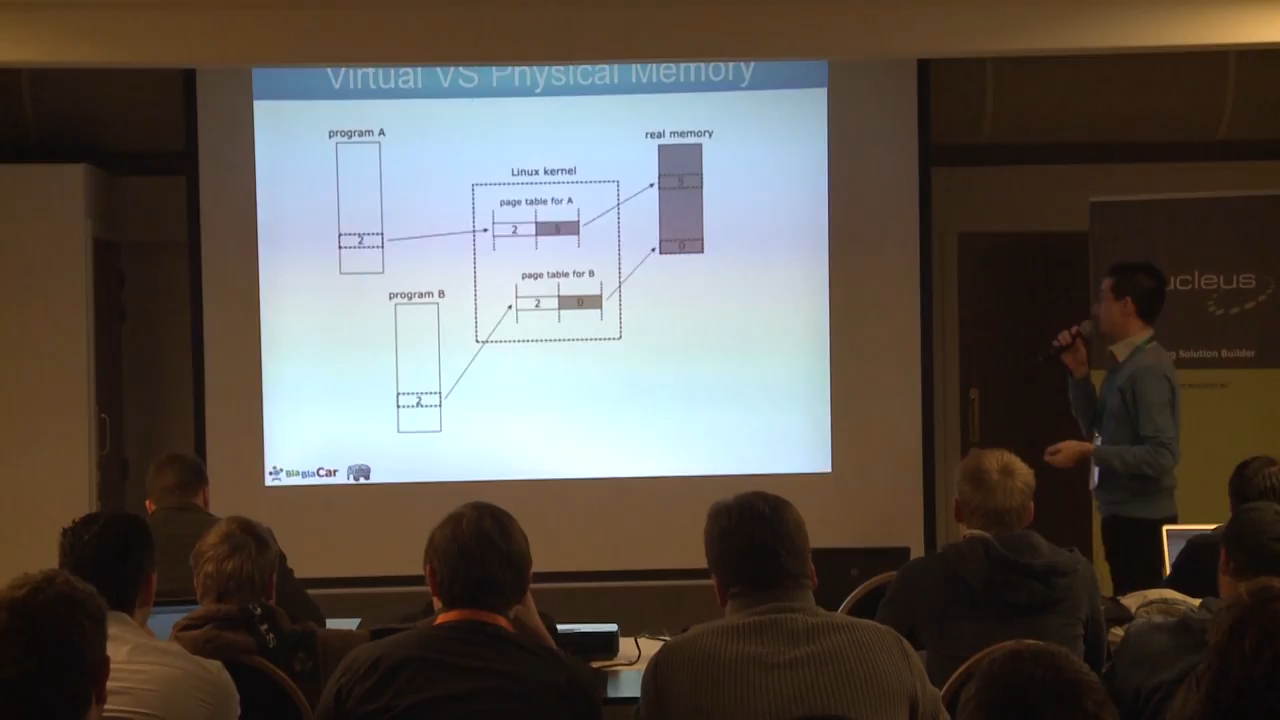 Virtual VS Physical Memory
program A
real memory
Linux kernel
5
page table for A
2 5
2
0
page table for B
program B
2 0
2
BlaBlaCar
ucleus
g Solution Builder